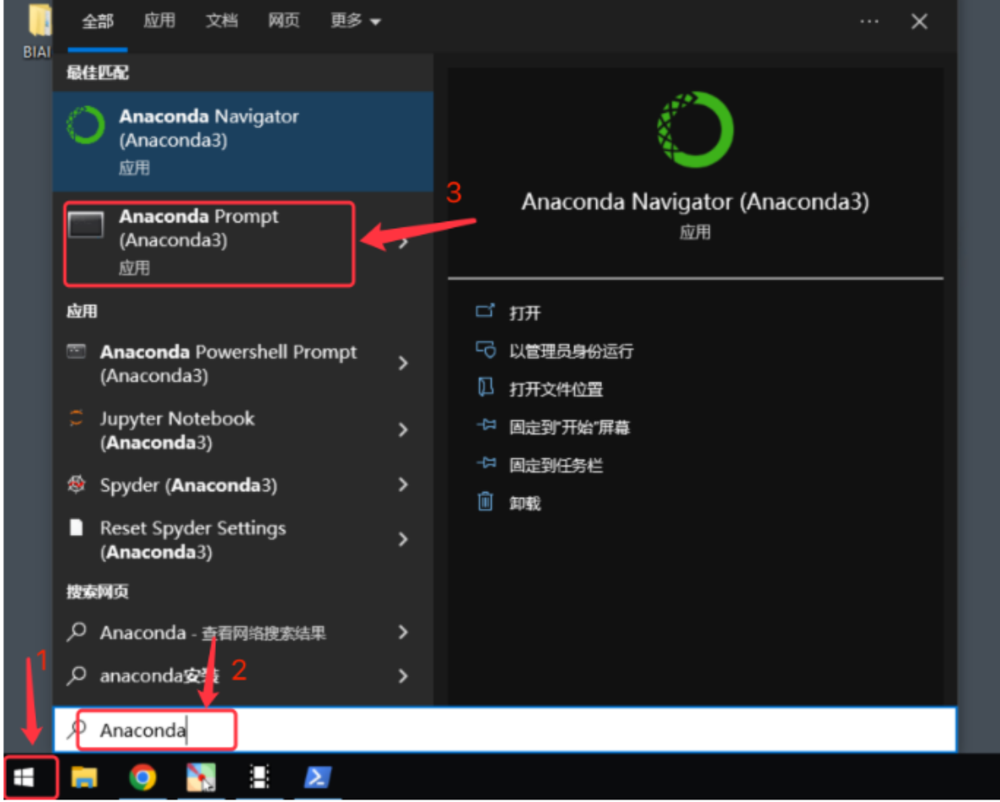 BIAI
全部 应用 文档 网页 更多
最佳匹配
Anaconda Navigator
(Anaconda3)
应用
Anaconda Prompt
(Anaconda3)
应用
3
应用
Anaconda Powershell Prompt
(Anaconda3)
Jupyter Notebook
(Anaconda3)
Spyder (Anaconda3)
Reset Spyder Settings
(Anaconda3)
搜索网页
Anaconda - 查看网络搜索结果
anaconda安装
1
2
Anaconda
Anaconda Navigator (Anaconda3)
应用
打开
以管理员身份运行
打开文件位置
固定到"开始"屏幕
固定到任务栏
卸载